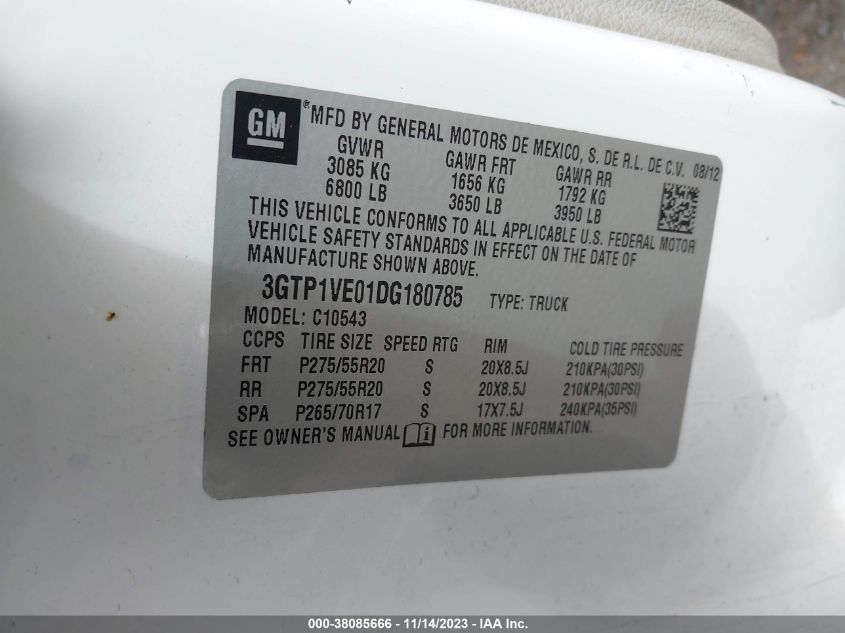 GM ® MFD BY GENERAL MOTORS DE MEXICO, S. DE R.L. DE C.V. 08/12
GVWR GAWR FRT GAWR RR
3085 KG 1656 KG 1792 KG
6800 LB 3650 LB 3950 LB
THIS VEHICLE CONFORMS TO ALL APPLICABLE U.S. FEDERAL MOTOR
VEHICLE SAFETY STANDARDS IN EFFECT ON THE DATE OF
MANUFACTURE SHOWN ABOVE.
3GTP1VE01DG180785 TYPE: TRUCK
MODEL: C10543
CCPS TIRE SIZE SPEED RTG RIM COLD TIRE PRESSURE
FRT P275/55R20 S 20X8.5J 210KPA(30PSI)
RR P275/55R20 S 20X8.5J 210KPA(30PSI)
SPA P265/70R17 S 17X7.5J 240KPA(35PSI)
SEE OWNER'S MANUAL i FOR MORE INFORMATION.
000-38085666 - 11/14/2023 - IAA Inc.